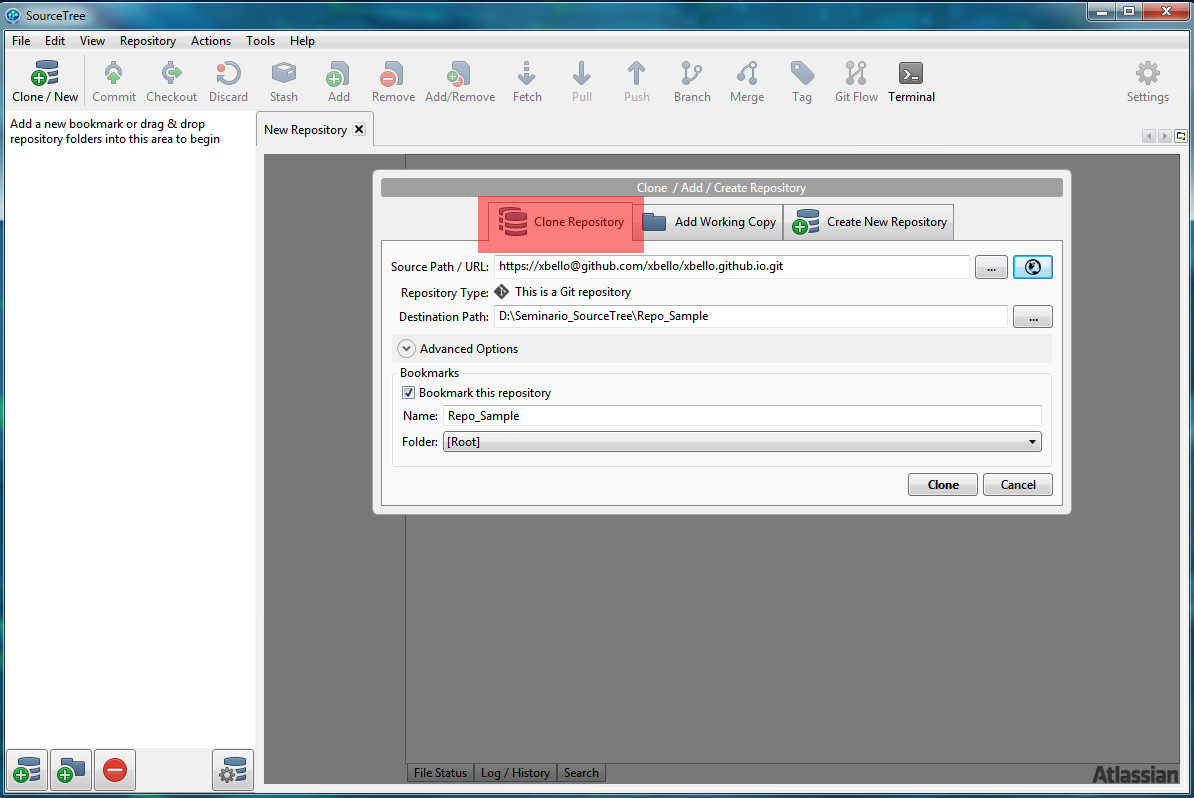 SourceTree
File Edit View Repository Actions Tools Help
Clone / New Commit Checkout Discard Stash Add Remove Add/Remove Fetch Pull Push Branch Merge Tag Git Flow Terminal Settings
Add a new bookmark or drag & drop
repository folders into this area to begin
New Repository
Clone / Add / Create Repository
Clone Repository Add Working Copy Create New Repository
Source Path / URL: https://xbello@github.com/xbello/xbello.github.io.git ...
Repository Type: This is a Git repository
Destination Path: D:\Seminario_SourceTree\Repo_Sample ...
Advanced Options
Bookmarks
Bookmark this repository
Name: Repo_Sample
Folder: [Root]
Clone Cancel
File Status Log / History Search
Atlassian